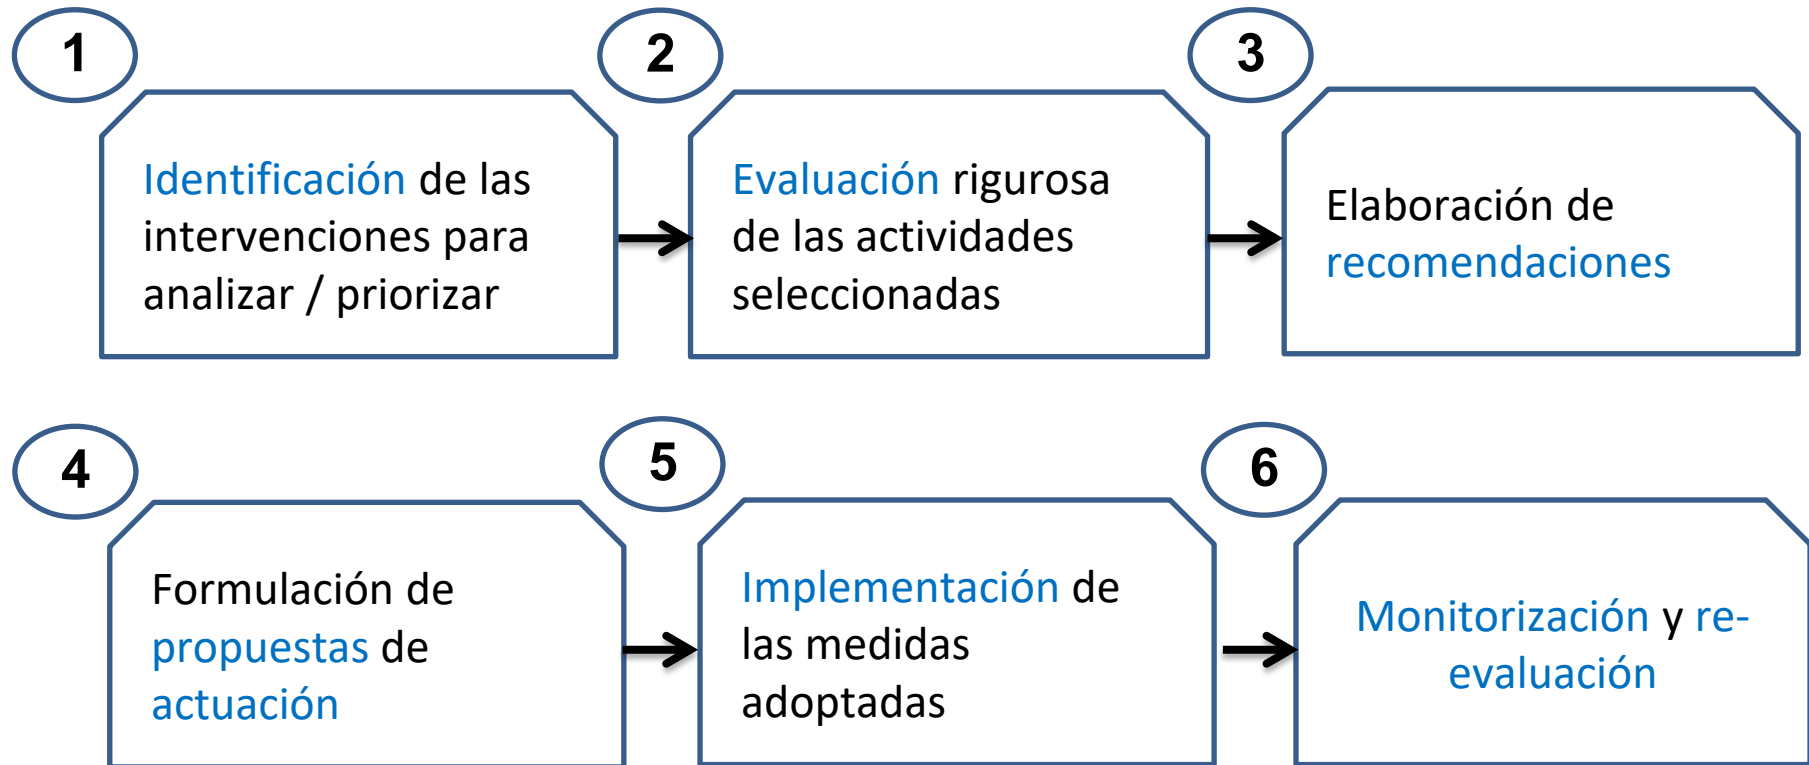 1
Identificación de las
intervenciones para
analizar / priorizar
2
Evaluación rigurosa
de las actividades
seleccionadas
3
Elaboración de
recomendaciones
4
Formulación de
propuestas de
actuación
5
Implementación de
las medidas
adoptadas
6
Monitorización y re-
evaluación